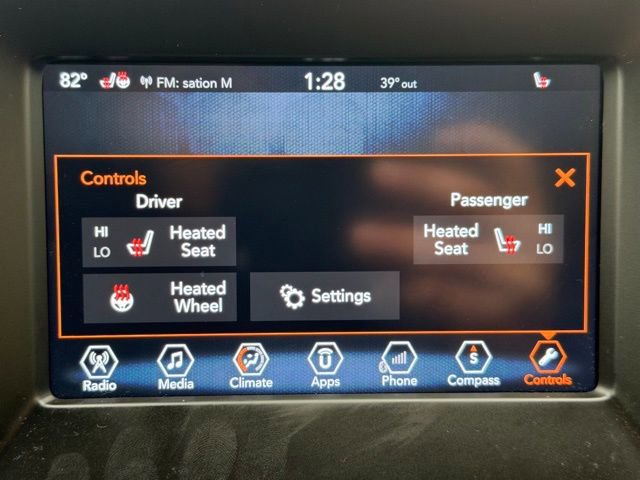 82° FM: sation M 1:28 39° out
Controls
Driver Passenger
HI
LO
Heated
Seat
Heated
Seat
HI
LO
Heated
Wheel
Settings
Radio Media Climate Apps Phone Compass Controls
S